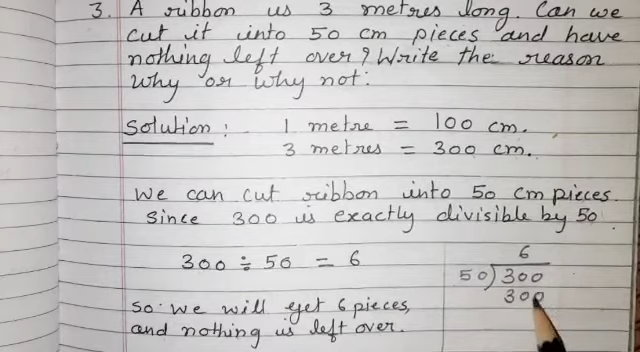 3. A ribbon is 3 metres long. Can we
cut it into 50 cm pieces and have
nothing left over? Write the reason
why or why not.
Solution: 1 metre = 100 cm.
3 metres = 300 cm.
We can cut ribbon into 50 cm pieces.
Since 300 is exactly divisible by 50
300 ÷ 50 = 6
6
50)300
300
So we will get 6 pieces,
and nothing is left over.